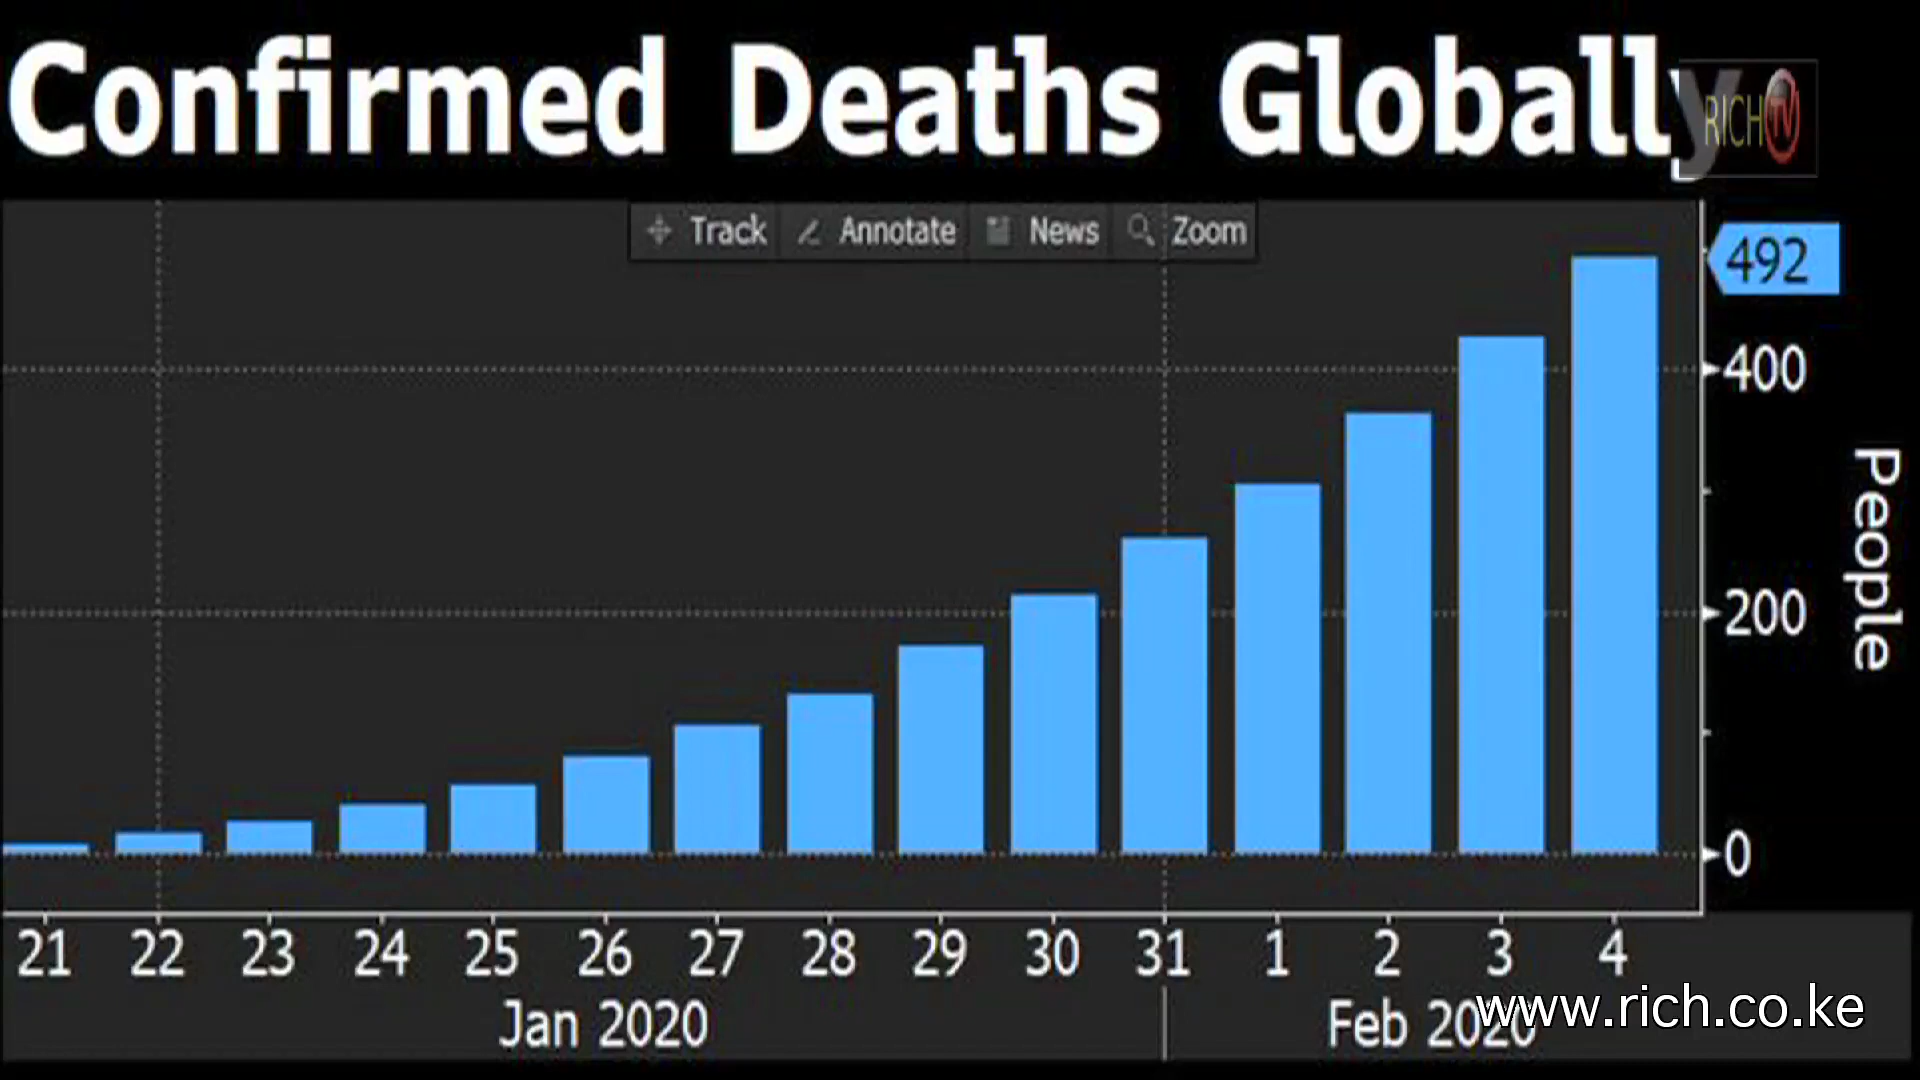 Confirmed Deaths Globally
RICH TV
Track Annotate News Zoom
492
400
200
0
People
21 22 23 24 25 26 27 28 29 30 31 1 2 3 4
Jan 2020 Feb 2020
www.rich.co.ke